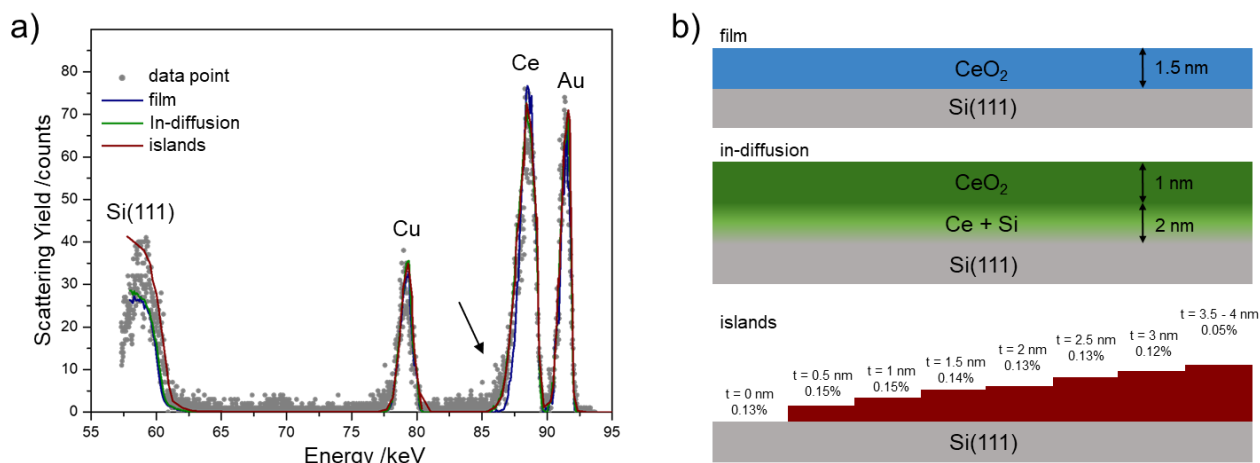 a)
Scattering Yield /counts
80
70
60
50
40
30
20
10
0
data point
film
In-diffusion
islands
Si(111)
Cu
Ce
Au
55 60 65 70 75 80 85 90 95
Energy /keV
b)
film
CeO2
1.5 nm
Si(111)
in-diffusion
CeO2
1 nm
Ce + Si
2 nm
Si(111)
islands
t = 0 nm
0.13%
t = 0.5 nm
0.15%
t = 1 nm
0.15%
t = 1.5 nm
0.14%
t = 2 nm
0.13%
t = 2.5 nm
0.13%
t = 3 nm
0.12%
t = 3.5 - 4 nm
0.05%
Si(111)